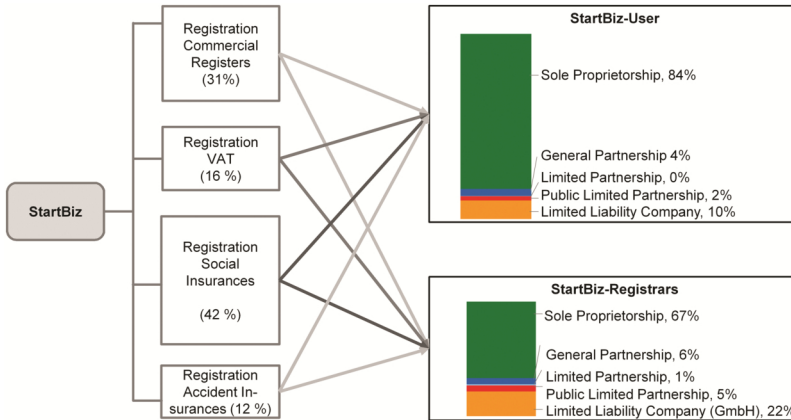 StartBiz
Registration
Commercial
Registers
(31%)
Registration
VAT
(16 %)
Registration
Social
Insurances
(42 %)
Registration
Accident In-
surances (12 %)
StartBiz-User
Sole Proprietorship, 84%
General Partnership 4%
Limited Partnership, 0%
Public Limited Partnership, 2%
Limited Liability Company, 10%
StartBiz-Registrars
Sole Proprietorship, 67%
General Partnership, 6%
Limited Partnership, 1%
Public Limited Partnership, 5%
Limited Liability Company (GmbH), 22%